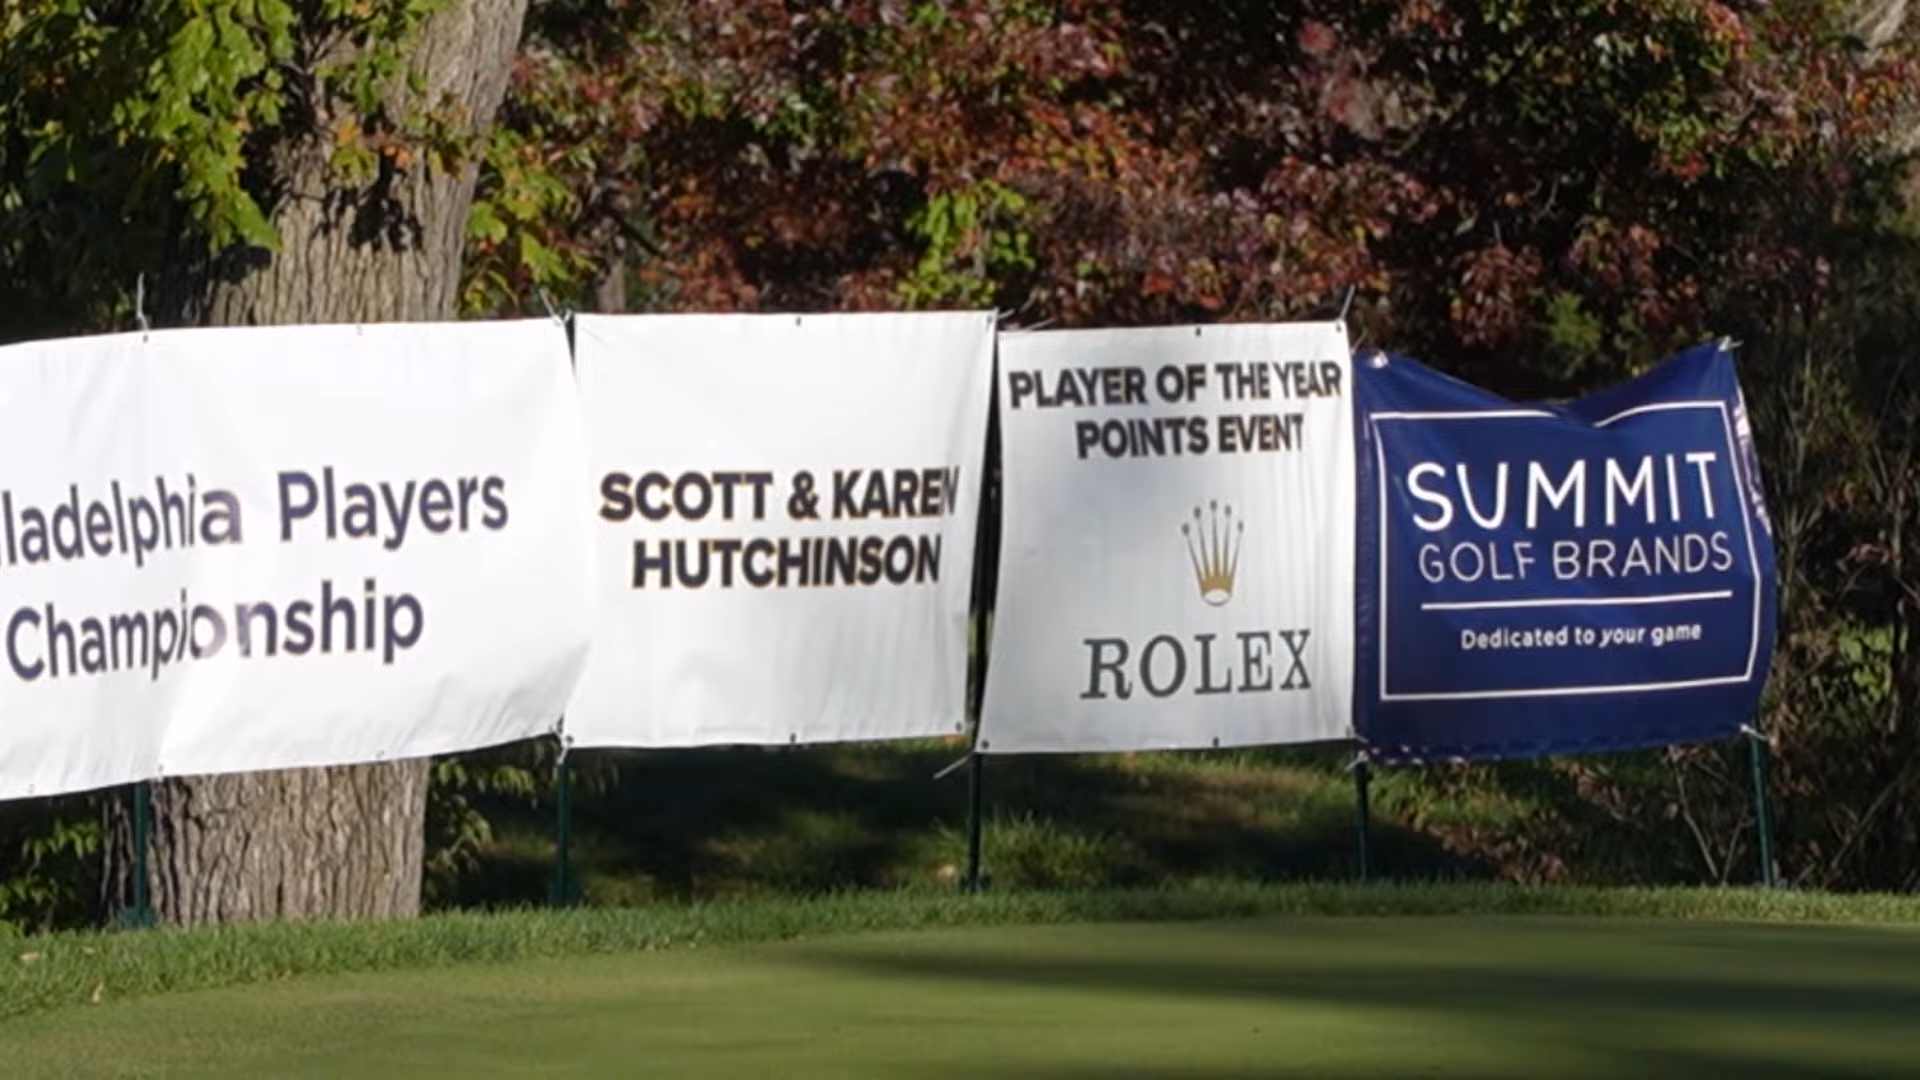 ladelphia Players
Championship
SCOTT & KAREN
HUTCHINSON
PLAYER OF THE YEAR
POINTS EVENT
ROLEX
SUMMIT
GOLF BRANDS
Dedicated to your game